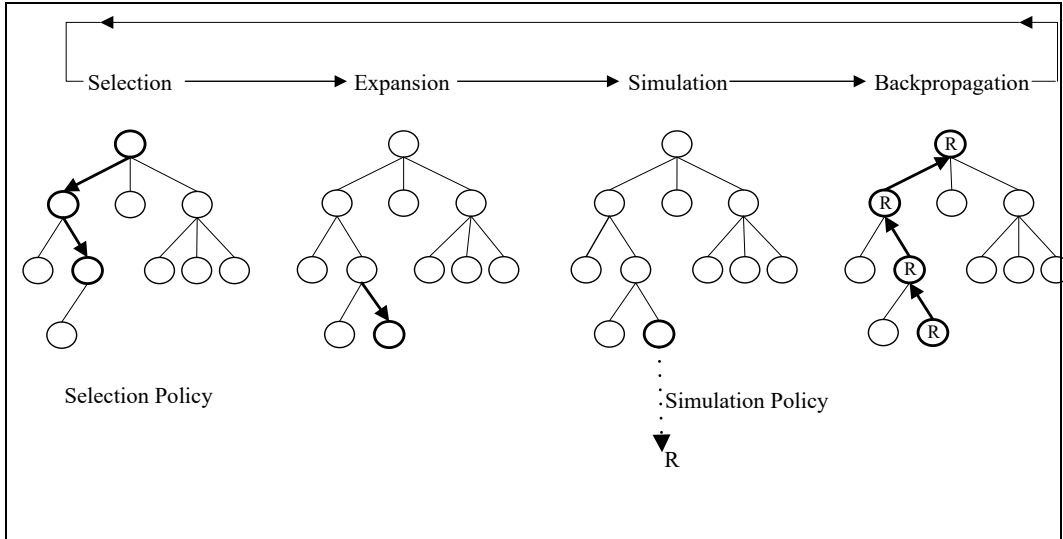 Selection Expansion Simulation Backpropagation
R
R
R
R
Selection Policy Simulation Policy
R